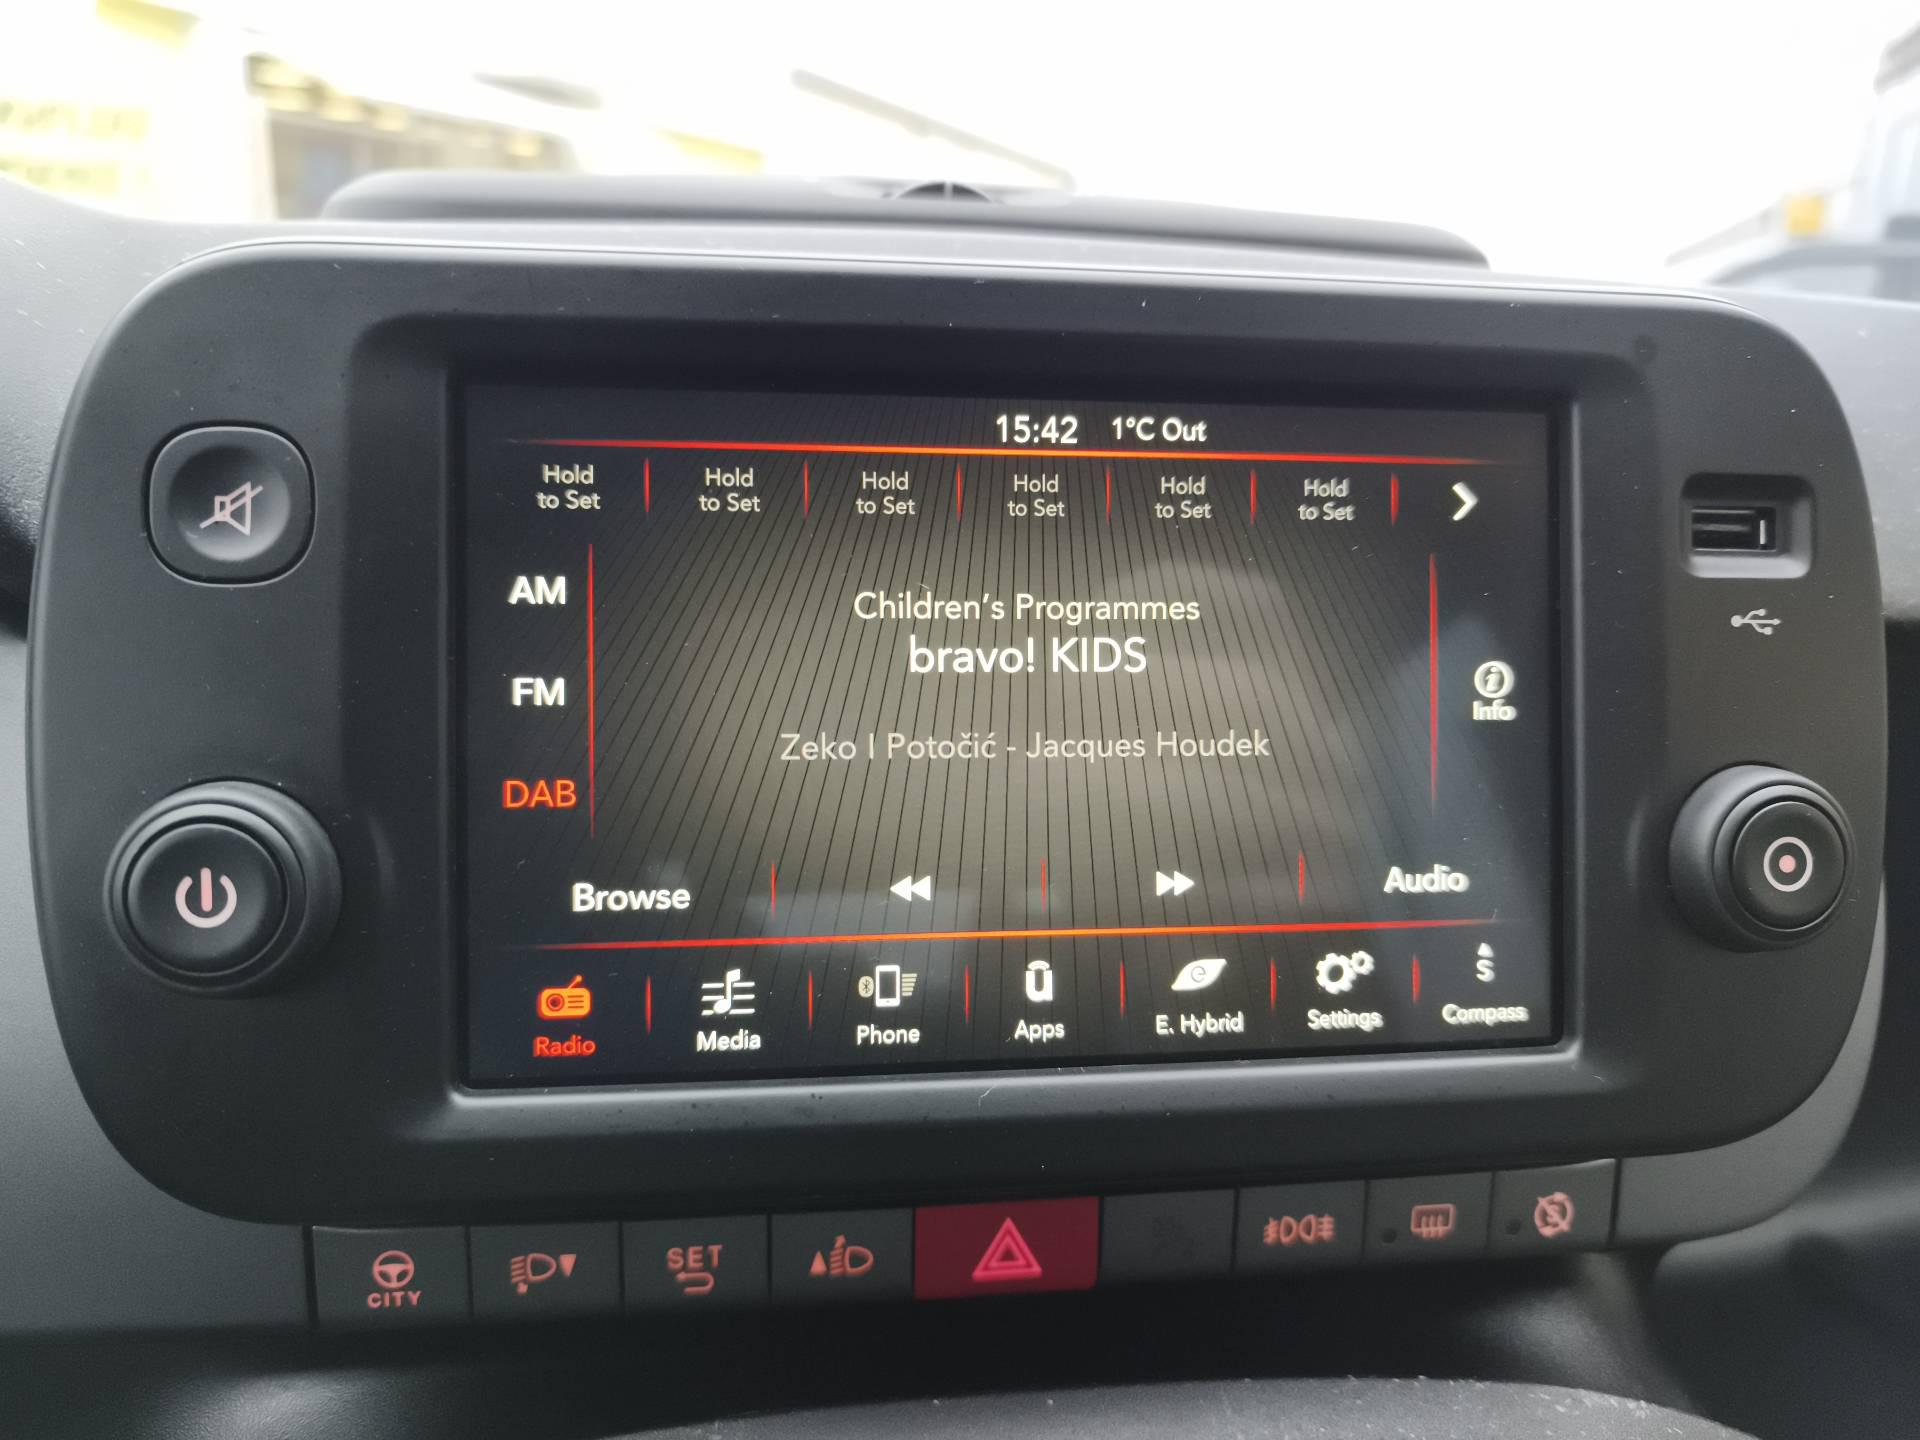 15:42 1°C Out
Hold to Set
Hold to Set
Hold to Set
Hold to Set
Hold to Set
Hold to Set
AM
FM
DAB
Children's Programmes
bravo! KIDS
Zeko I Potočić - Jacques Houdek
Info
Browse
Audio
Radio
Media
Phone
Apps
E. Hybrid
S
Settings
Compass
CITY
SET